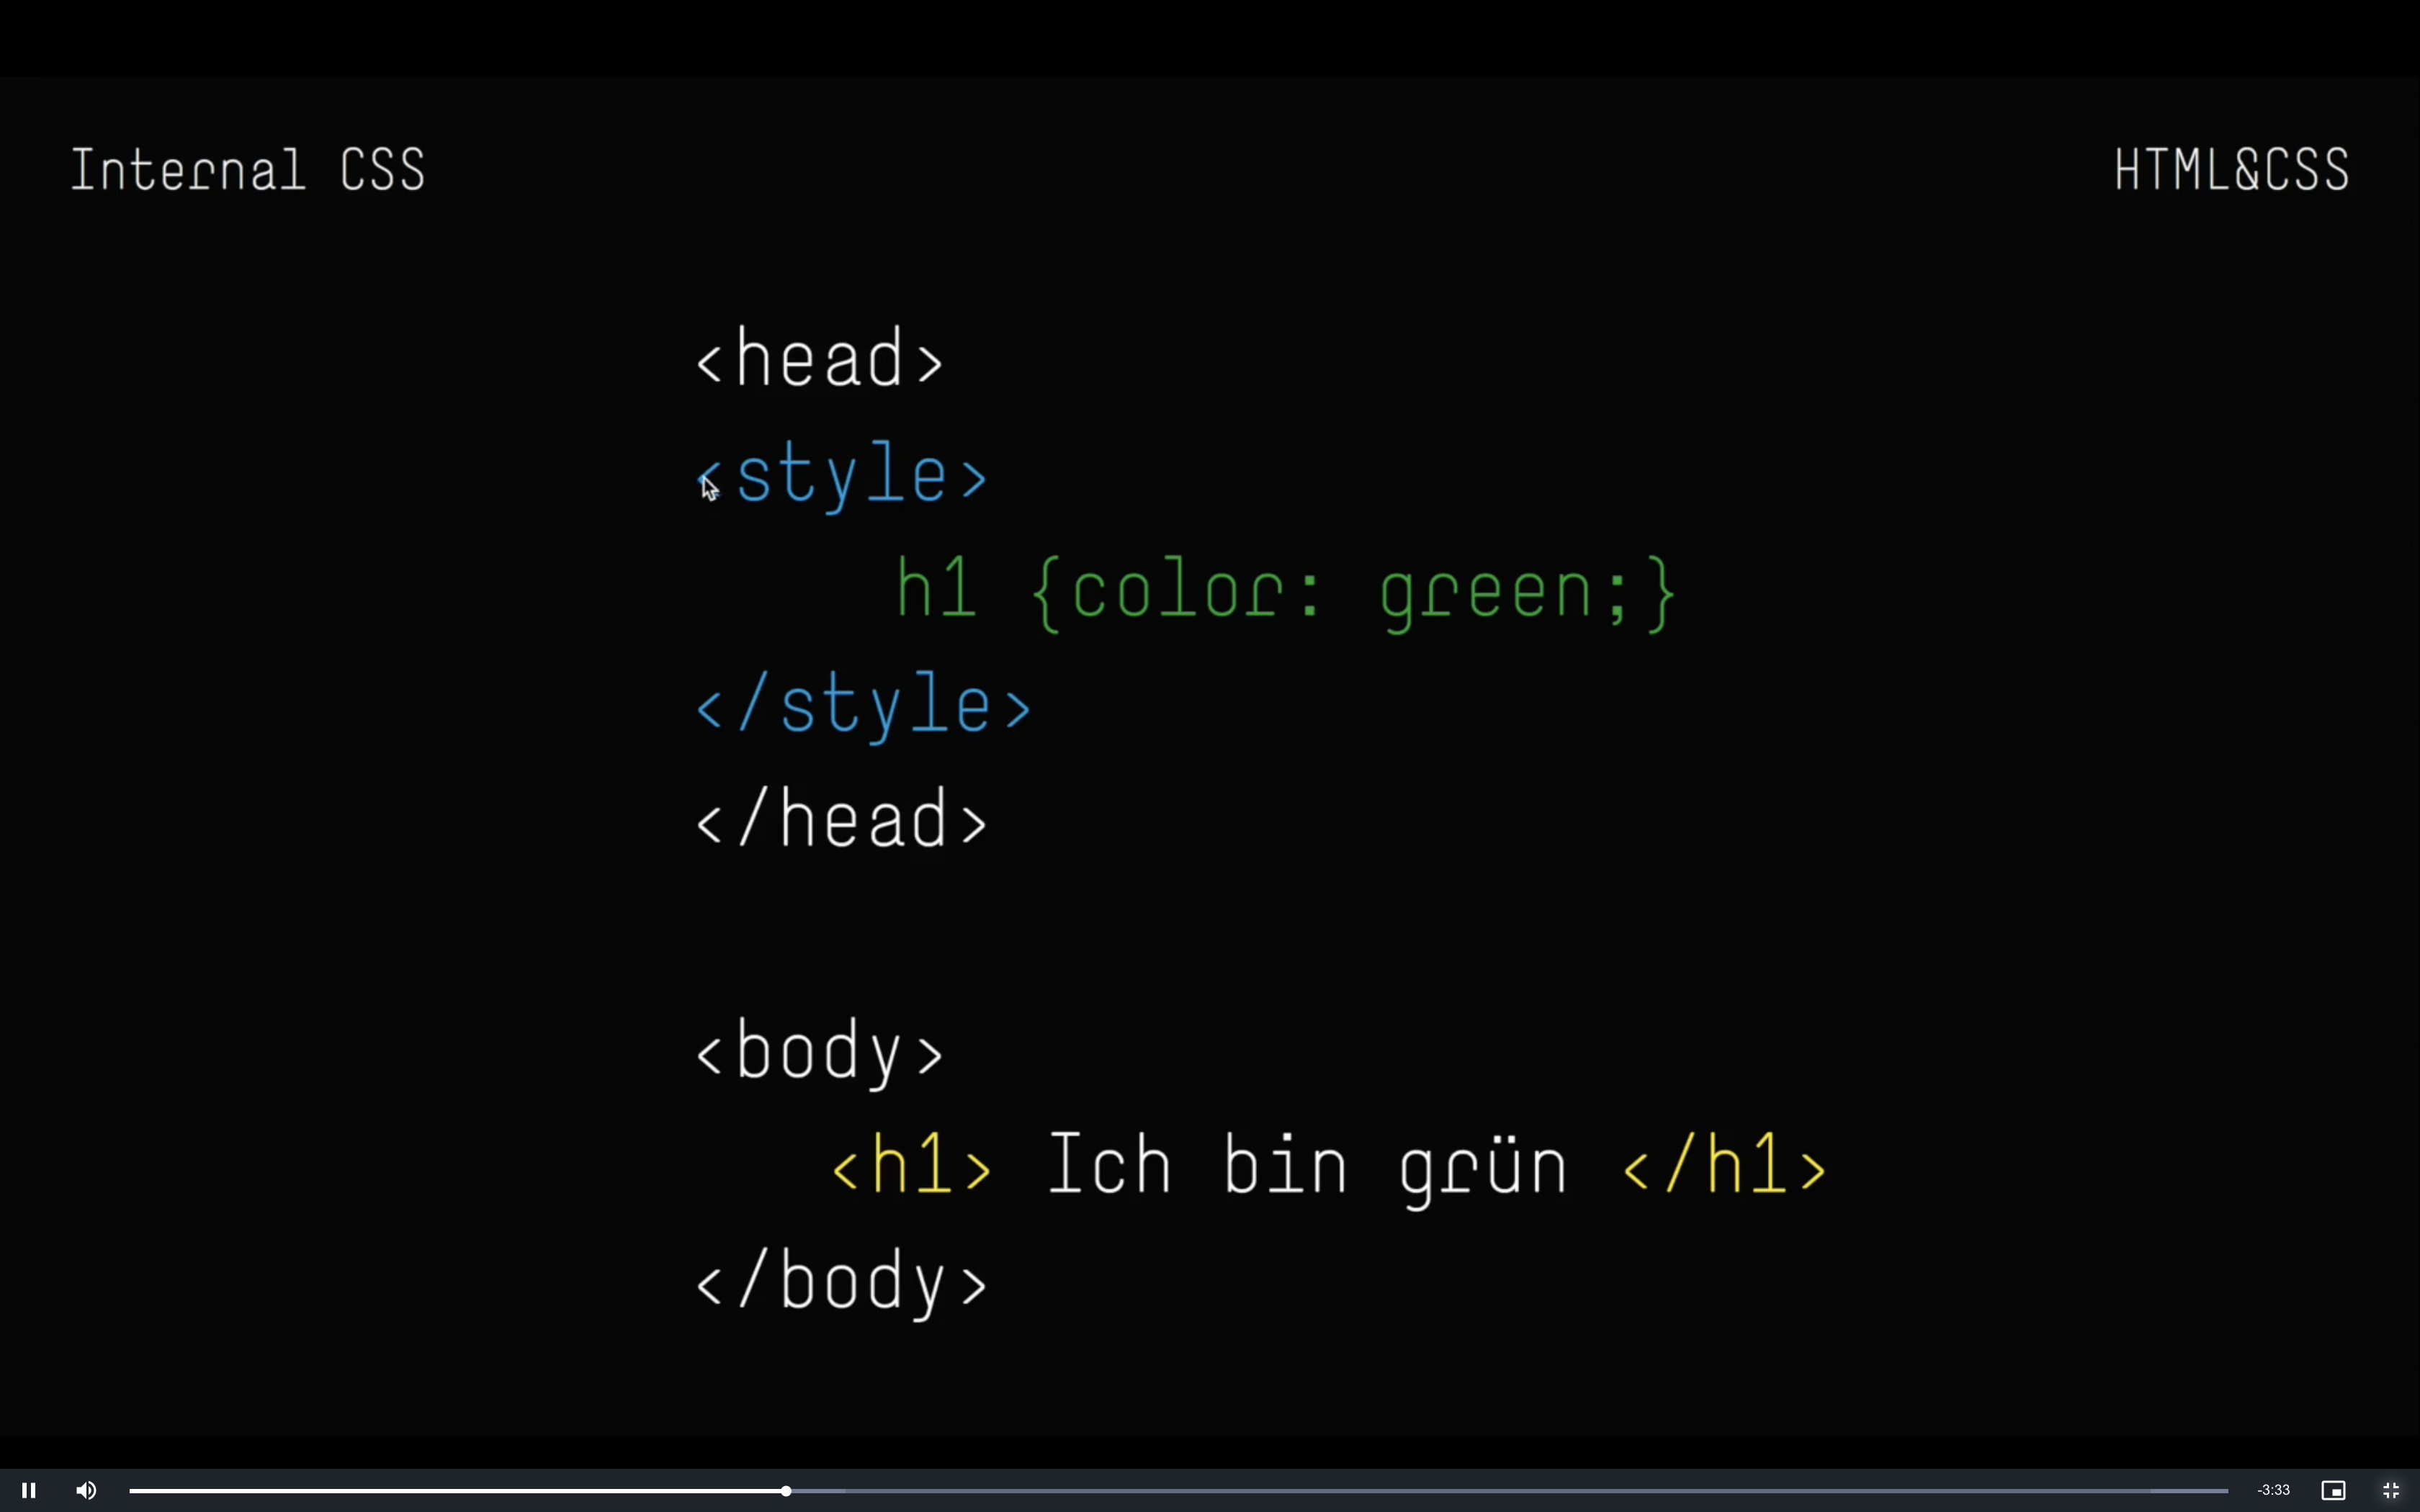 Internal CSS
HTML&CSS
<head>
<style>
h1 {color: green;}
</style>
</head>
<body>
<h1> Ich bin grün </h1>
</body>
-3:33